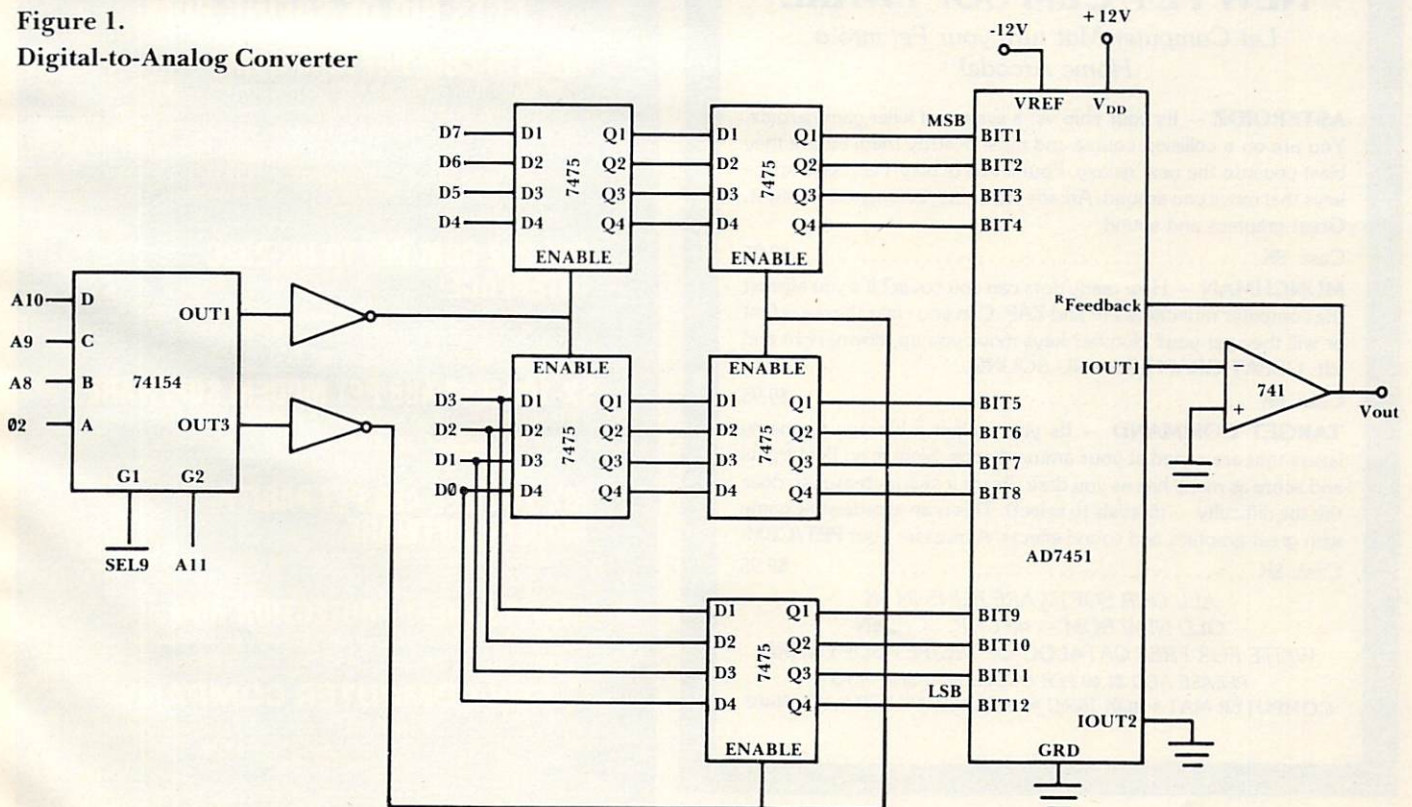 Figure 1.
Digital-to-Analog Converter
-12V
+12V
VREF
VDD
D7
D6
D5
D4
D1
D2
D3
D4
7475
Q1
Q2
Q3
Q4
ENABLE
D1
D2
D3
D4
7475
Q1
Q2
Q3
Q4
ENABLE
MSB
BIT1
BIT2
BIT3
BIT4
A10
A9
A8
Ø2
D
C
B
A
74154
OUT1
OUT3
G1
G2
SEL9
A11
D3
D2
D1
DØ
ENABLE
D1
D2
D3
D4
7475
Q1
Q2
Q3
Q4
ENABLE
D1
D2
D3
D4
7475
Q1
Q2
Q3
Q4
BIT5
BIT6
BIT7
BIT8
AD7451
RFeedback
IOUT1
741
+
Vout
D1
D2
D3
D4
7475
Q1
Q2
Q3
Q4
ENABLE
BIT9
BIT10
BIT11
LSB
BIT12
IOUT2
GRD